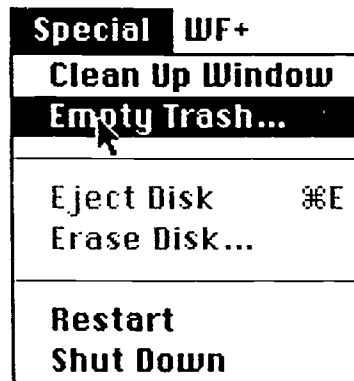 Special WF+
Clean Up Window
Empty Trash...
Eject Disk ⌘E
Erase Disk...
Restart
Shut Down